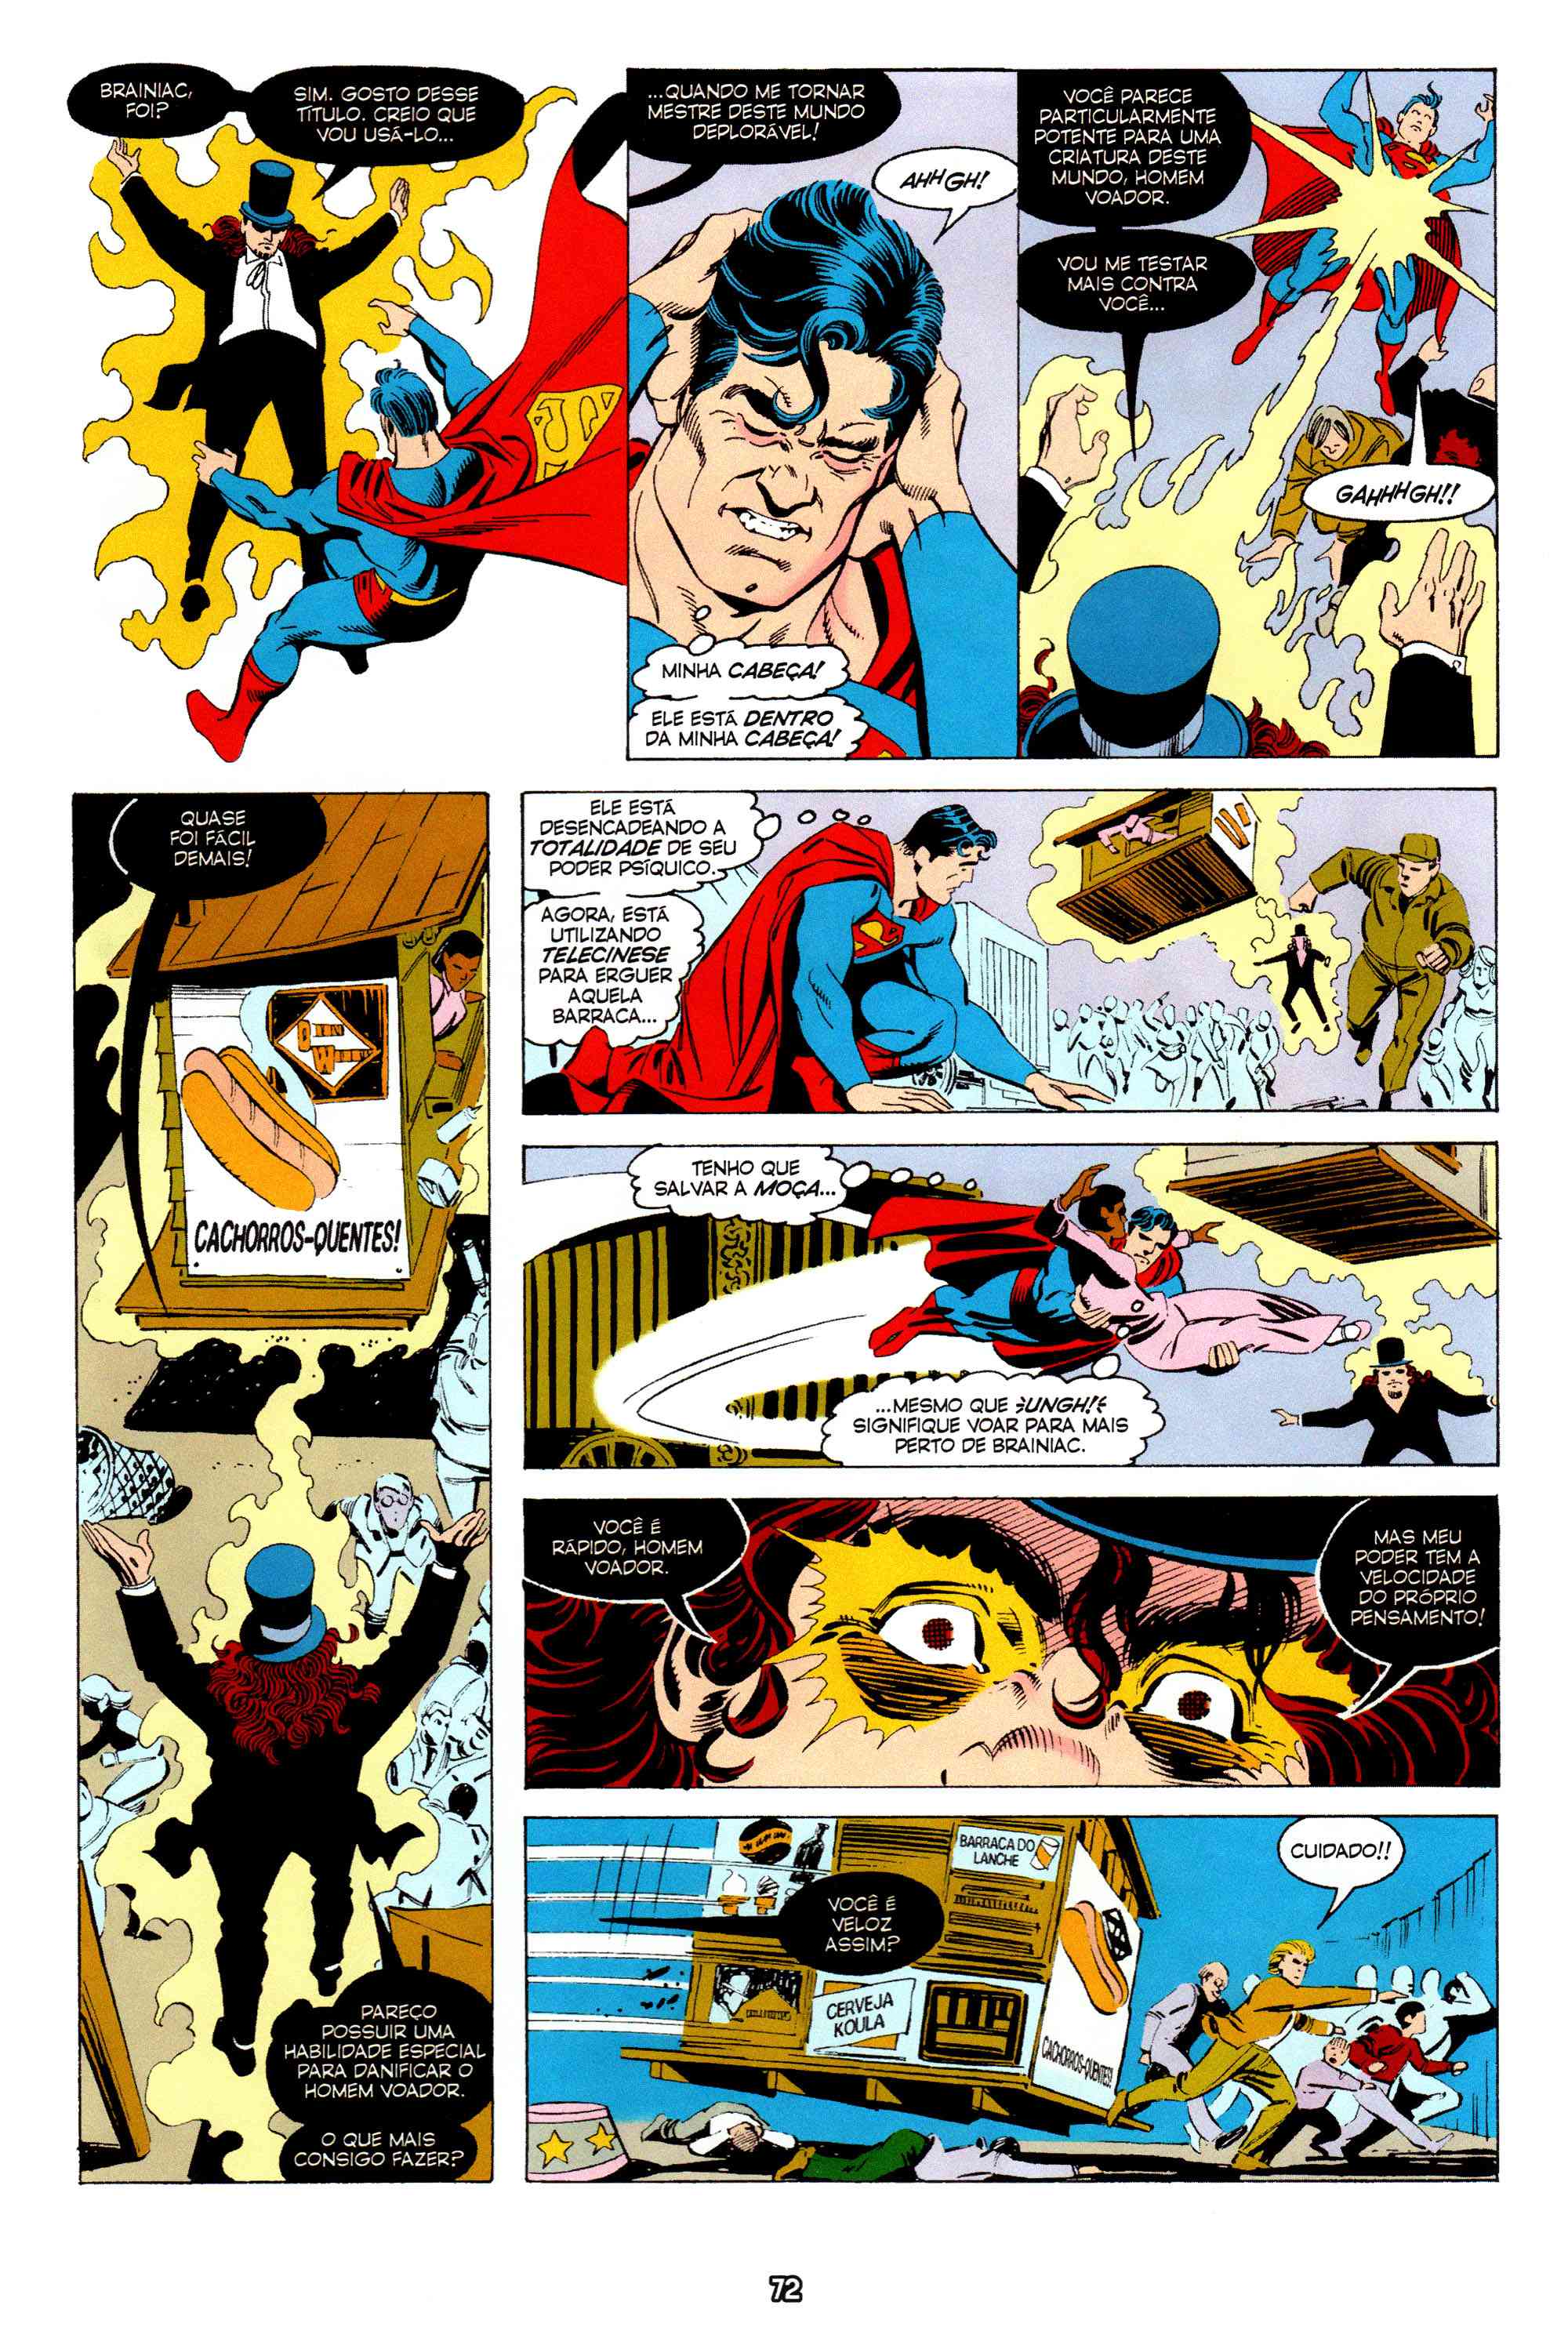 BRAINIAC,
FOI?
SIM. GOSTO DESSE
TÍTULO. CREIO QUE
VOU USÁ-LO...
...QUANDO ME TORNAR
MESTRE DESTE MUNDO
DEPLORÁVEL!
AHHGH!
MINHA CABEÇA!
ELE ESTÁ DENTRO
DA MINHA CABEÇA!
VOCÊ PARECE
PARTICULARMENTE
POTENTE PARA UMA
CRIATURA DESTE
MUNDO, HOMEM
VOADOR.
VOU ME TESTAR
MAIS CONTRA
VOCÊ...
GAHHHGH!!
QUASE
FOI FÁCIL
DEMAIS!
CACHORROS-QUENTES!
PAREÇO
POSSUIR UMA
HABILIDADE ESPECIAL
PARA DANIFICAR O
HOMEM VOADOR.
O QUE MAIS
CONSIGO FAZER?
ELE ESTÁ
DESENCADEANDO A
TOTALIDADE DE SEU
PODER PSÍQUICO.
AGORA, ESTÁ
UTILIZANDO
TELECINESE
PARA ERGUER
AQUELA
BARRACA...
TENHO QUE
SALVAR A MOÇA...
...MESMO QUE UNGH!
SIGNIFIQUE VOAR PARA MAIS
PERTO DE BRAINIAC.
VOCÊ É
RÁPIDO, HOMEM
VOADOR.
MAS MEU
PODER TEM A
VELOCIDADE
DO PRÓPRIO
PENSAMENTO!
BARRACA DO
LANCHE
VOCÊ É
VELOZ
ASSIM?
CERVEJA
KOULA
CACHORROS-QUENTES!
CUIDADO!!
72